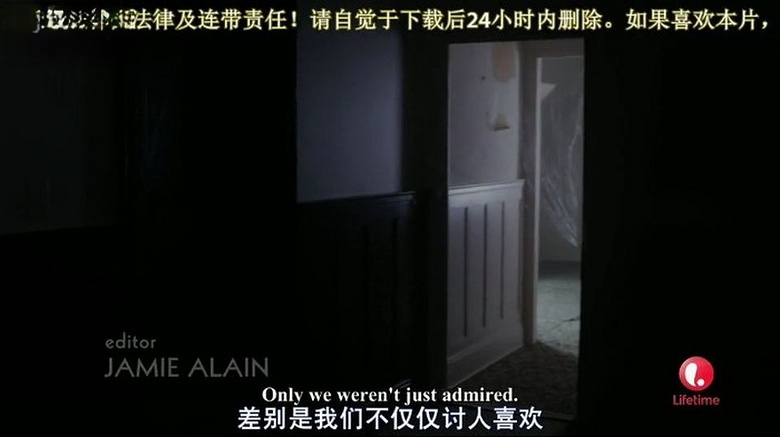 法律及连带责任！请自觉于下载后24小时内删除。如果喜欢本片，
editor
JAMIE ALAIN
Only we weren't just admired.
差别是我们不仅仅讨人喜欢
Lifetime